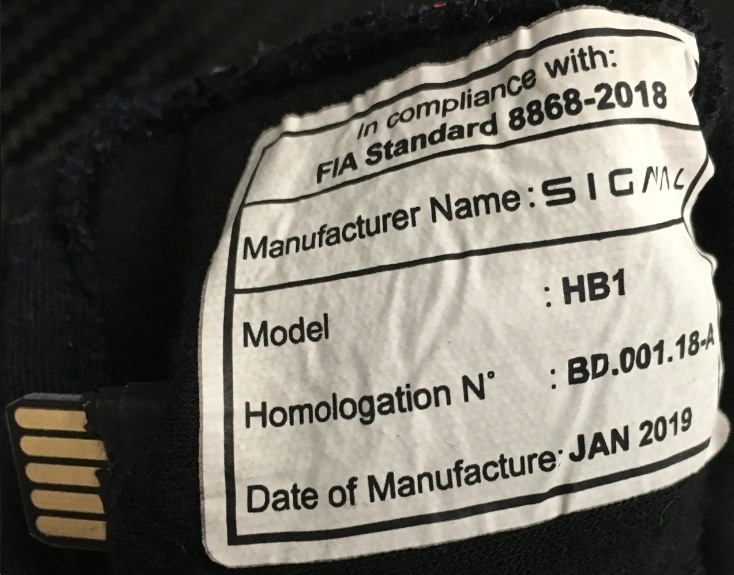 In compliance with:
FIA Standard 8868-2018
Manufacturer Name:
Model : HB1
Homologation N° : BD.001.18-A
Date of Manufacture: JAN 2019